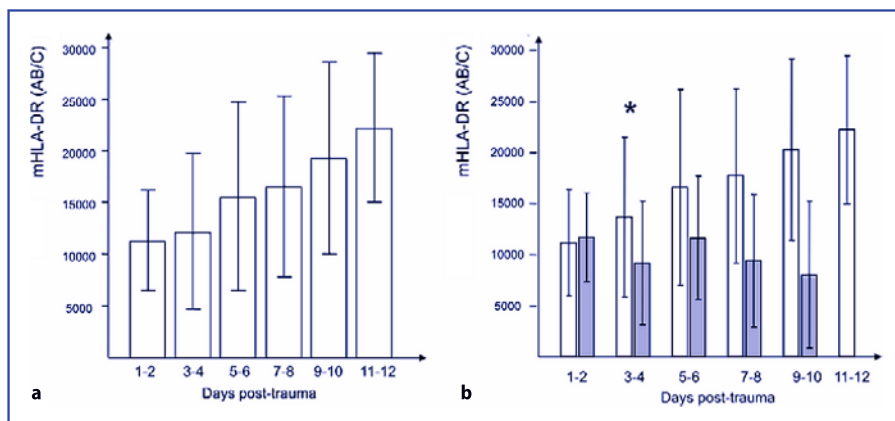 mHLA-DR (AB/C)
30000
25000
20000
15000
10000
5000
1-2 3-4 5-6 7-8 9-10 11-12
Days post-trauma
a
mHLA-DR (AB/C)
30000
25000
20000
15000
10000
5000
*
1-2 3-4 5-6 7-8 9-10 11-12
Days post-trauma
b